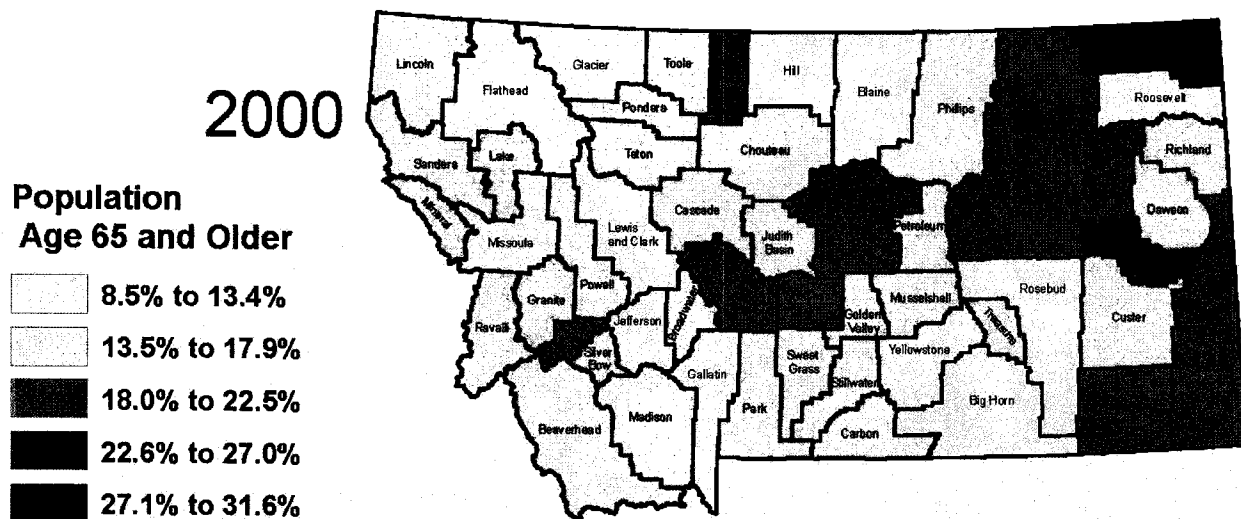 2000
Population
Age 65 and Older
8.5% to 13.4%
13.5% to 17.9%
18.0% to 22.5%
22.6% to 27.0%
27.1% to 31.6%
Lincoln
Glacier
Toole
Hill
Blaine
Phillips
Flathead
Pondera
Roosevelt
Sanders
Lake
Teton
Chouteau
Richland
Mineral
Missoula
Lewis
and Clark
Cascade
Judith
Basin
Petroleum
Dawson
Granite
Powell
Jefferson
Broadwater
Golden
Valley
Musselshell
Rosebud
Treasure
Custer
Ravalli
Silver
Bow
Gallatin
Sweet
Grass
Stillwater
Yellowstone
Big Horn
Beaverhead
Madison
Park
Carbon